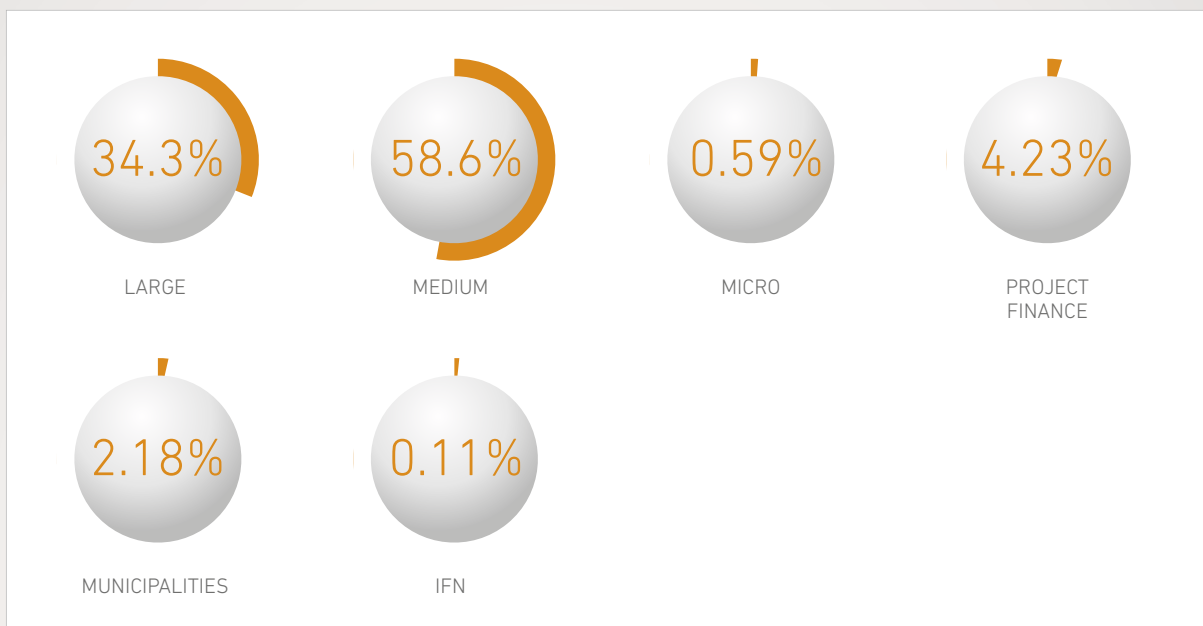 34.3%
58.6%
0.59%
4.23%
LARGE
MEDIUM
MICRO
PROJECT
FINANCE
2.18%
0.11%
MUNICIPALITIES
IFN